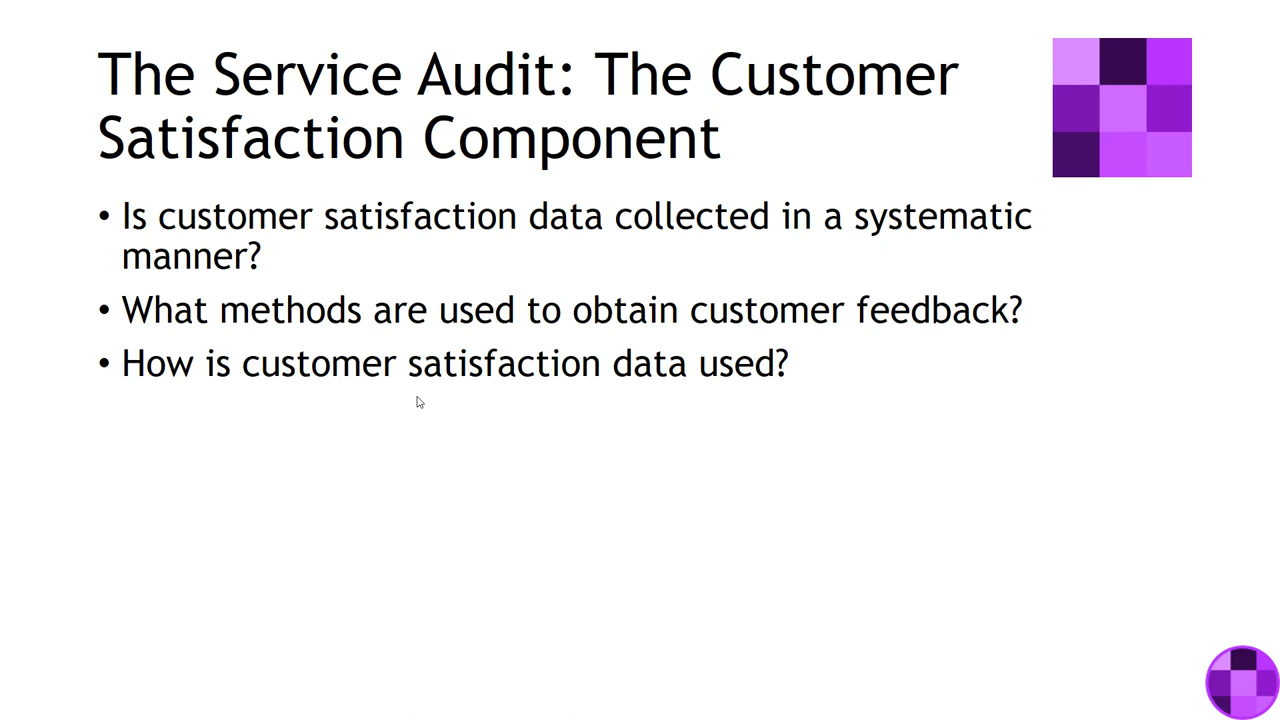 The Service Audit: The Customer
Satisfaction Component
• Is customer satisfaction data collected in a systematic
manner?
• What methods are used to obtain customer feedback?
• How is customer satisfaction data used?